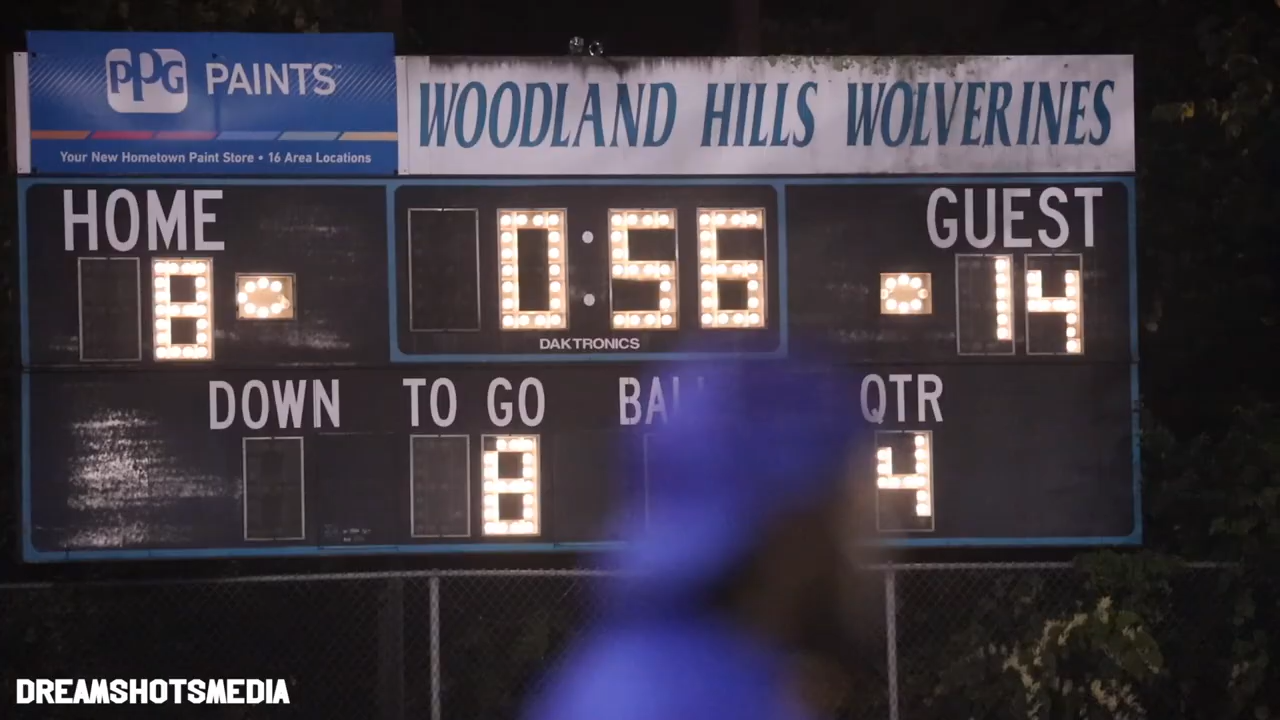 PPG PAINTS™
Your New Hometown Paint Store • 16 Area Locations
WOODLAND HILLS WOLVERINES
HOME
GUEST
8
0:56
14
DAKTRONICS
DOWN TO GO QTR
8 4
DREAMSHOTSMEDIA